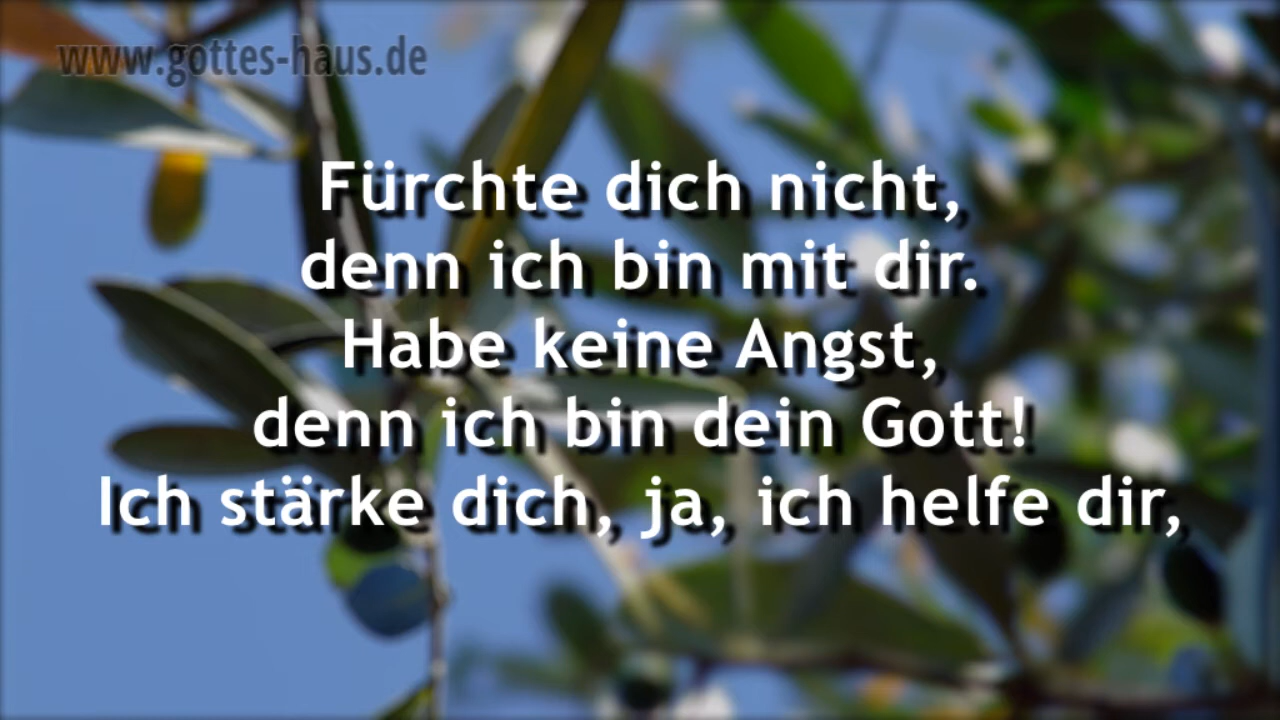 www.gottes-haus.de
Fürchte dich nicht,
denn ich bin mit dir.
Habe keine Angst,
denn ich bin dein Gott!
Ich stärke dich, ja, ich helfe dir,